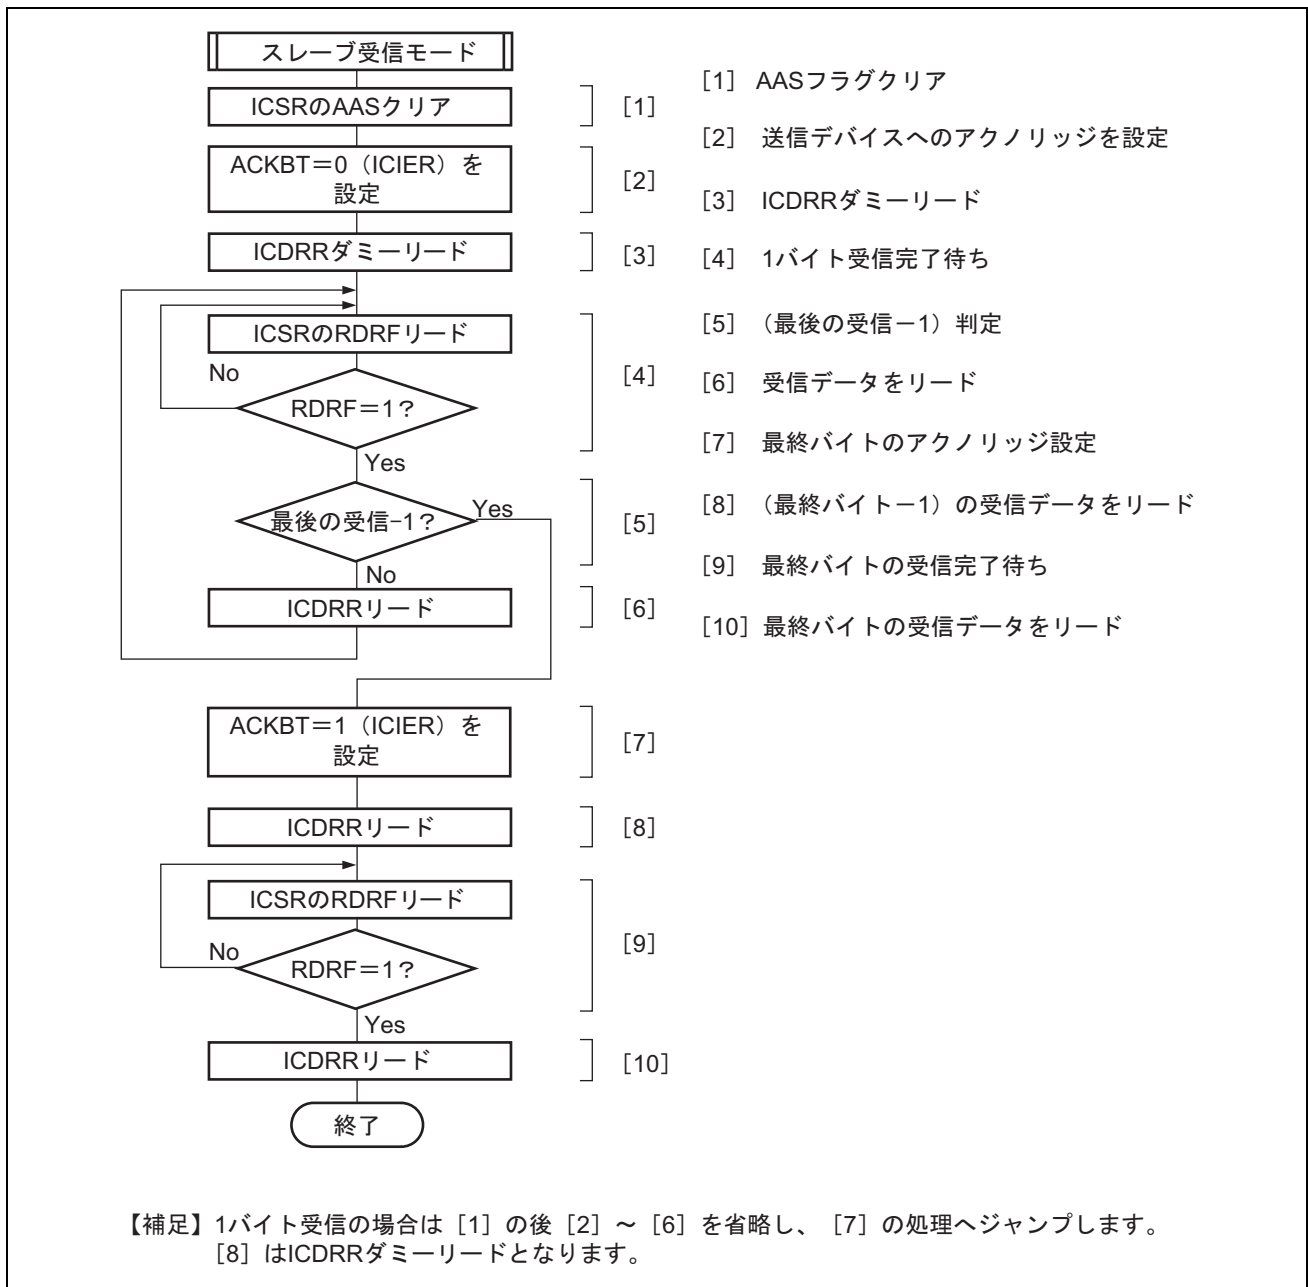 スレーブ受信モード
ICSRのAASクリア
[1]
ACKBT=0（ICIER）を
設定
[2]
ICDRRダミーリード
[3]
ICSRのRDRFリード
No
RDRF=1?
[4]
Yes
最後の受信-1?
Yes
[5]
No
ICDRRリード
[6]
ACKBT=1（ICIER）を
設定
[7]
ICDRRリード
[8]
ICSRのRDRFリード
No
RDRF=1?
[9]
Yes
ICDRRリード
[10]
終了
[1] AASフラグクリア
[2] 送信デバイスへのアクノリッジを設定
[3] ICDRRダミーリード
[4] 1バイト受信完了待ち
[5] （最後の受信－1）判定
[6] 受信データをリード
[7] 最終バイトのアクノリッジ設定
[8] （最終バイト－1）の受信データをリード
[9] 最終バイトの受信完了待ち
[10] 最終バイトの受信データをリード
【補足】1バイト受信の場合は［1］の後［2］～［6］を省略し、［7］の処理へジャンプします。
［8］はICDRRダミーリードとなります。